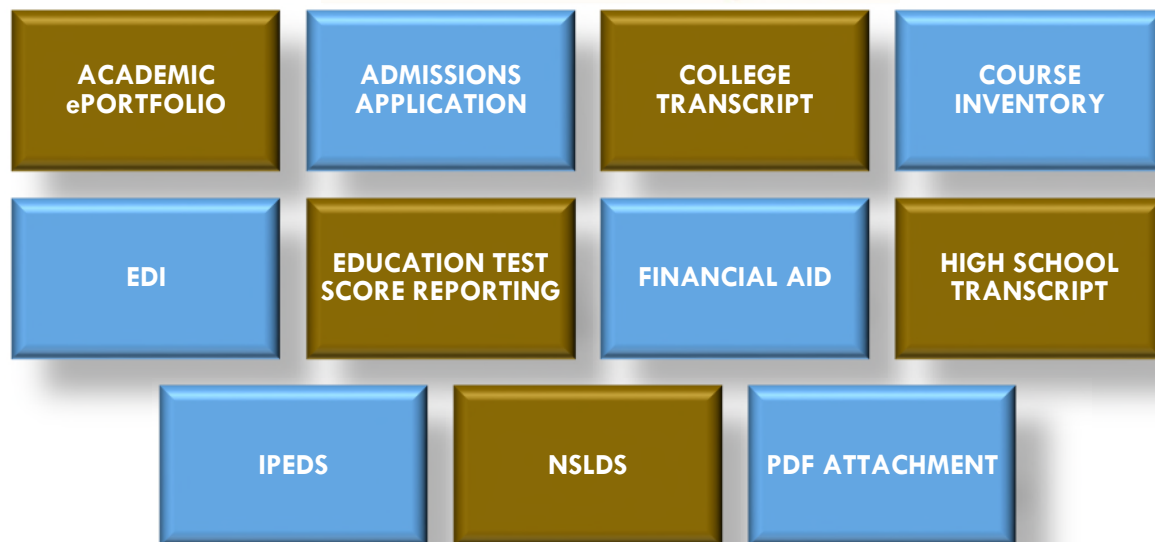 ACADEMIC
ePORTFOLIO
ADMISSIONS
APPLICATION
COLLEGE
TRANSCRIPT
COURSE
INVENTORY
EDI
EDUCATION TEST
SCORE REPORTING
FINANCIAL AID
HIGH SCHOOL
TRANSCRIPT
IPEDS
NSLDS
PDF ATTACHMENT